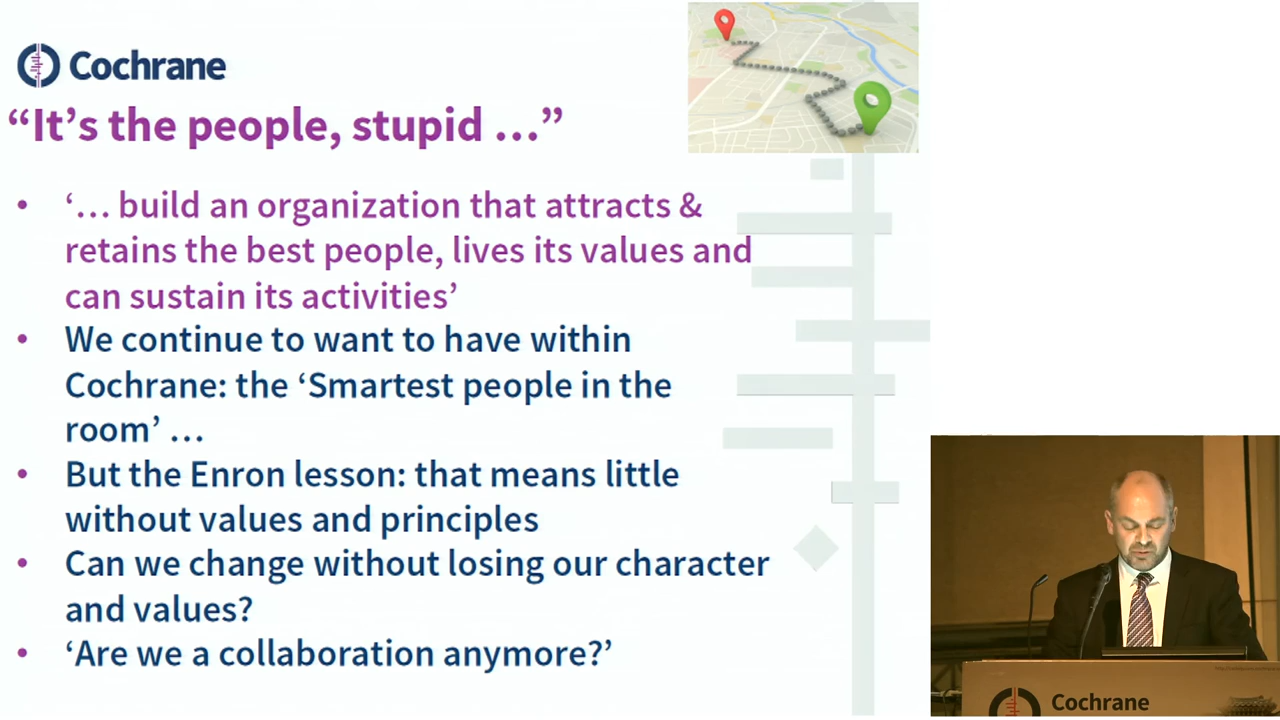 Cochrane
“It’s the people, stupid …”
• ‘… build an organization that attracts &
retains the best people, lives its values and
can sustain its activities’
• We continue to want to have within
Cochrane: the ‘Smartest people in the
room’ …
• But the Enron lesson: that means little
without values and principles
• Can we change without losing our character
and values?
• ‘Are we a collaboration anymore?’
Cochrane